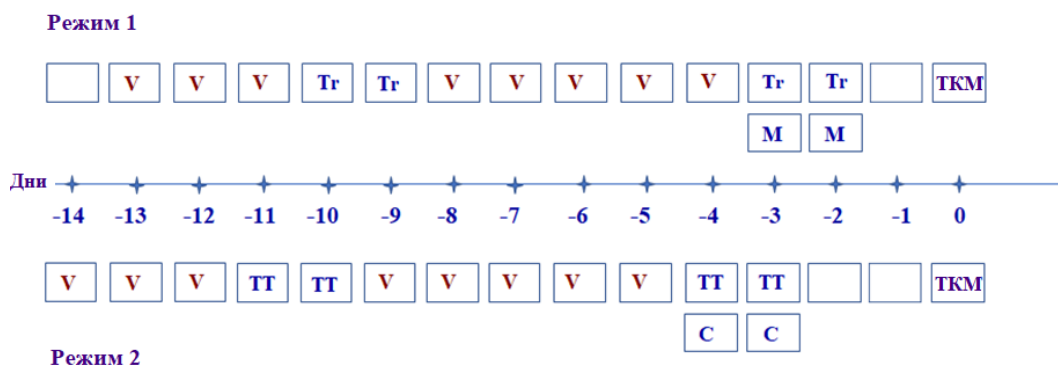 Режим 1
V V V Tr Tr V V V V V Tr Tr ТКМ
M M
Дни
-14 -13 -12 -11 -10 -9 -8 -7 -6 -5 -4 -3 -2 -1 0
V V V TT TT V V V V V TT TT ТКМ
C C
Режим 2